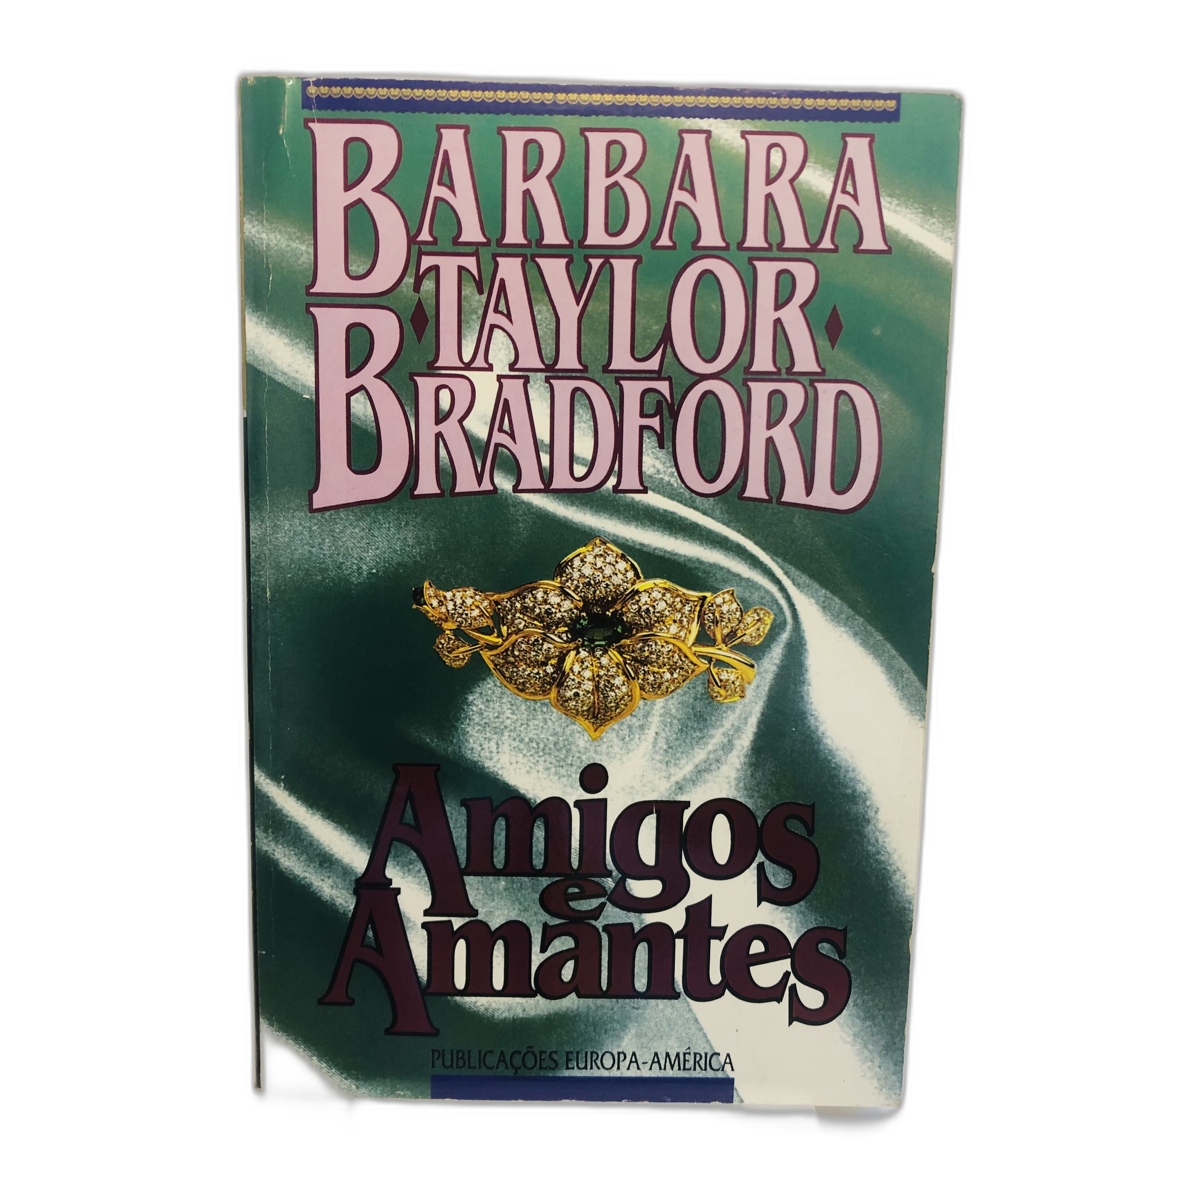 BARBARA
TAYLOR
BRADFORD
Amigos
e
Amantes
PUBLICAÇÕES EUROPA-AMÉRICA